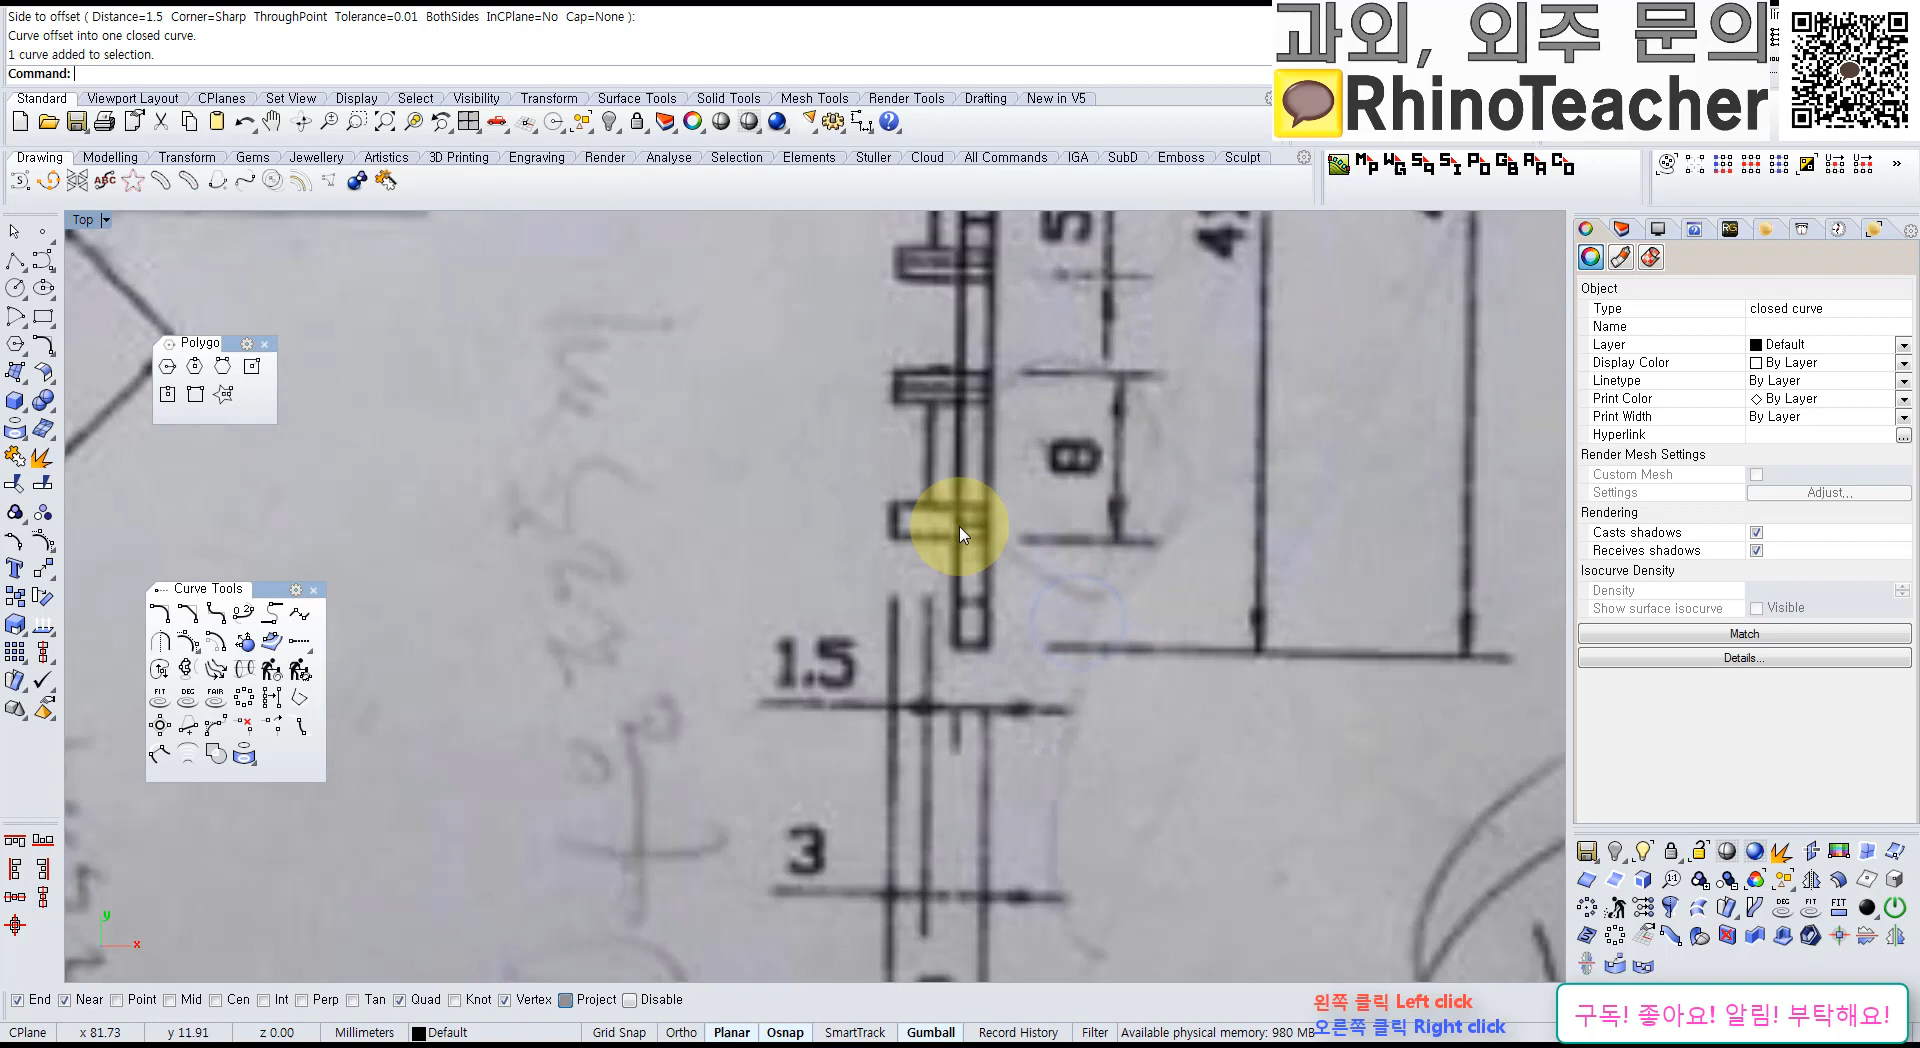 Side to offset ( Distance=1.5 Corner=Sharp ThroughPoint Tolerance=0.01 BothSides InCPlane=No Cap=None ):
Curve offset into one closed curve.
1 curve added to selection.
Command:
과외, 외주 문의
RhinoTeacher
Standard Viewport Layout CPlanes Set View Display Select Visibility Transform Surface Tools Solid Tools Mesh Tools Render Tools Drafting New in V5
Drawing Modelling Transform Gems Jewellery Artistics 3D Printing Engraving Render Analyse Selection Elements Stuller Cloud All Commands IGA SubD Emboss Sculpt
Top
Polygo
Curve Tools
FIT DEG FAIR
5
8
1.5
3
y
x
Object
Type closed curve
Name
Layer Default
Display Color By Layer
Linetype By Layer
Print Color By Layer
Print Width By Layer
Hyperlink ...
Render Mesh Settings
Custom Mesh
Settings Adjust...
Rendering
Casts shadows
Receives shadows
Isocurve Density
Density
Show surface isocurve Visible
Match
Details...
DEG FIT FIT
End Near Point Mid Cen Int Perp Tan Quad Knot Vertex Project Disable
왼쪽 클릭 Left click
오른쪽 클릭 Right click
구독! 좋아요! 알림! 부탁해요!
CPlane x 81.73 y 11.91 z 0.00 Millimeters Default Grid Snap Ortho Planar Osnap SmartTrack Gumball Record History Filter Available physical memory: 980 MB